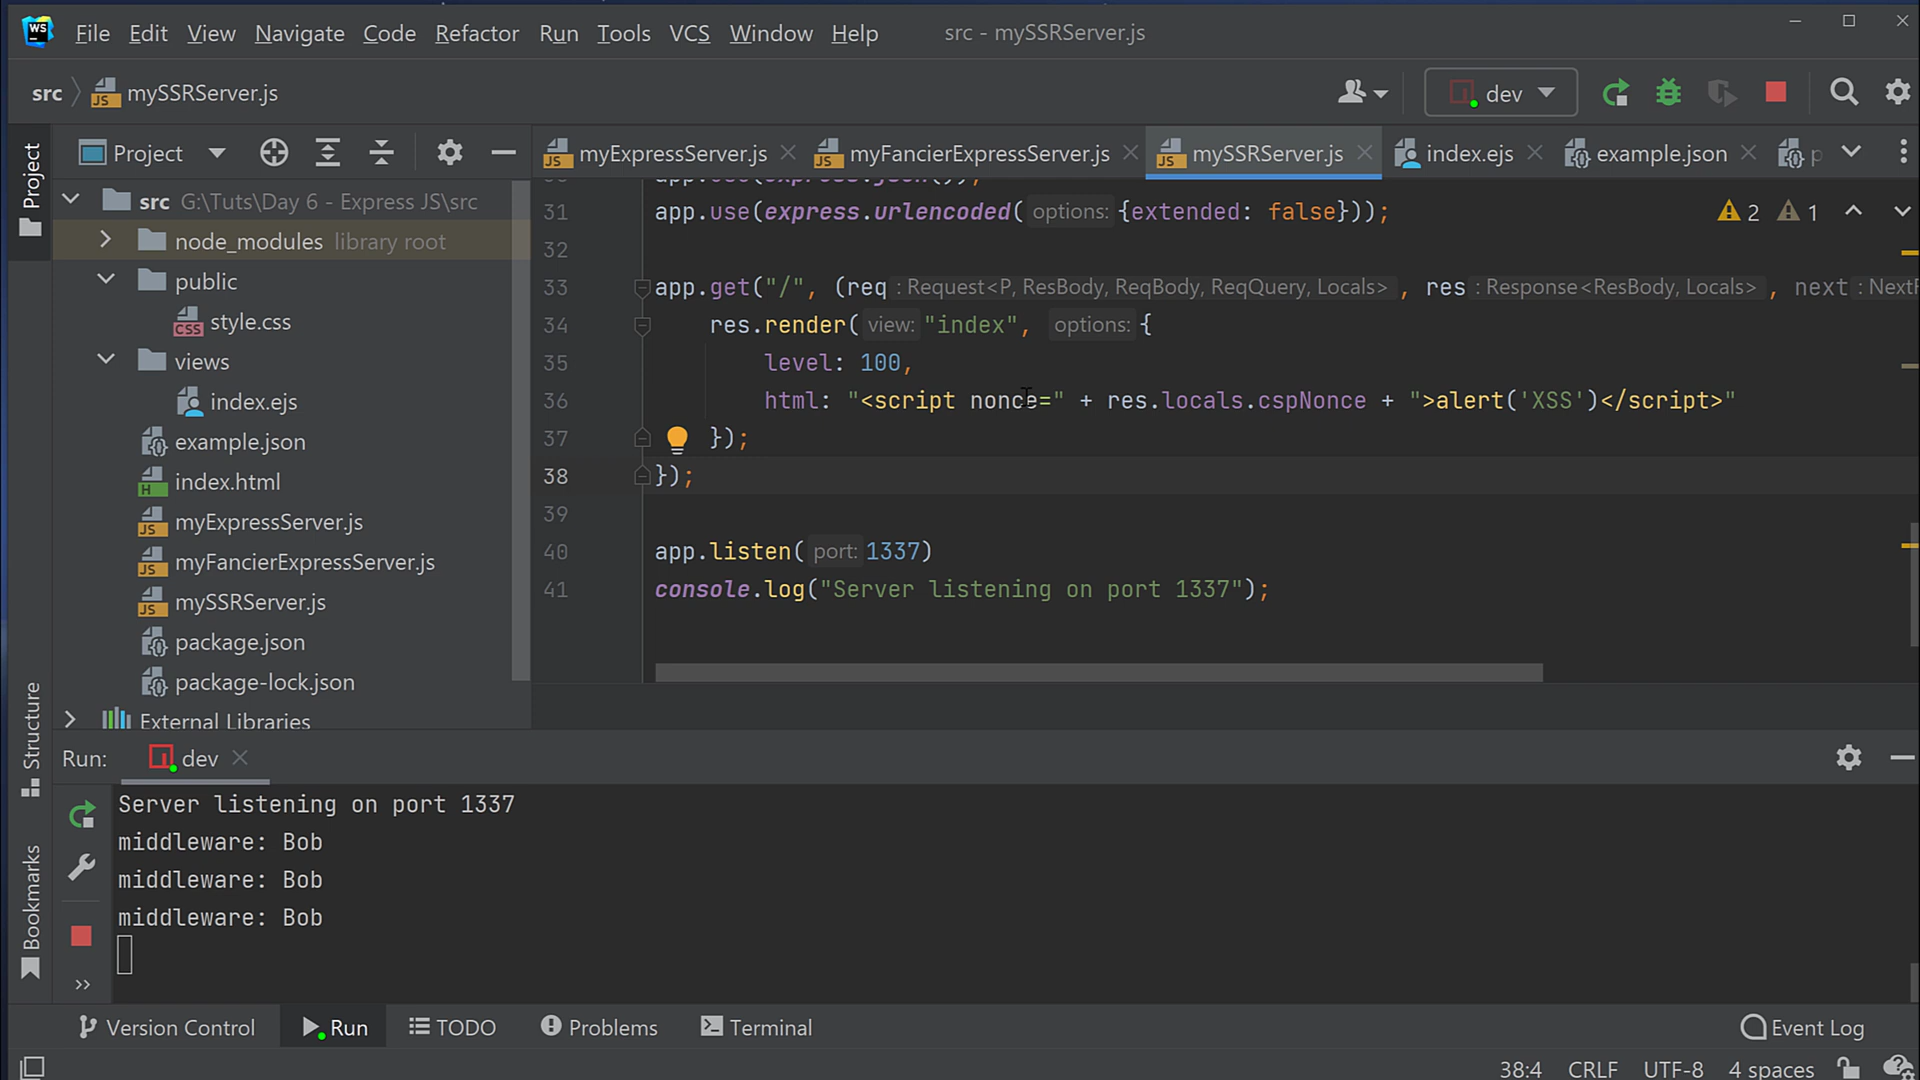 WS File Edit View Navigate Code Refactor Run Tools VCS Window Help src - mySSRServer.js
src mySSRServer.js dev
Project myExpressServer.js myFancierExpressServer.js mySSRServer.js index.ejs example.json
Project
src G:\Tuts\Day 6 - Express JS\src
node_modules library root
public
style.css
views
index.ejs
example.json
index.html
myExpressServer.js
myFancierExpressServer.js
mySSRServer.js
package.json
package-lock.json
External Libraries
31 app.use(express.urlencoded( options: {extended: false})); 2 1
32
33 app.get("/", (req : Request<P, ResBody, ReqBody, ReqQuery, Locals> , res : Response<ResBody, Locals> , next
34 res.render( view: "index", options: {
35 level: 100,
36 html: "<script nonce=" + res.locals.cspNonce + ">alert('XSS')</script>"
37 });
38 });
39
40 app.listen( port: 1337)
41 console.log("Server listening on port 1337");
Structure
Bookmarks
Run: dev
Server listening on port 1337
middleware: Bob
middleware: Bob
middleware: Bob
Version Control Run TODO Problems Terminal Event Log
38:4 CRLF UTF-8 4 spaces